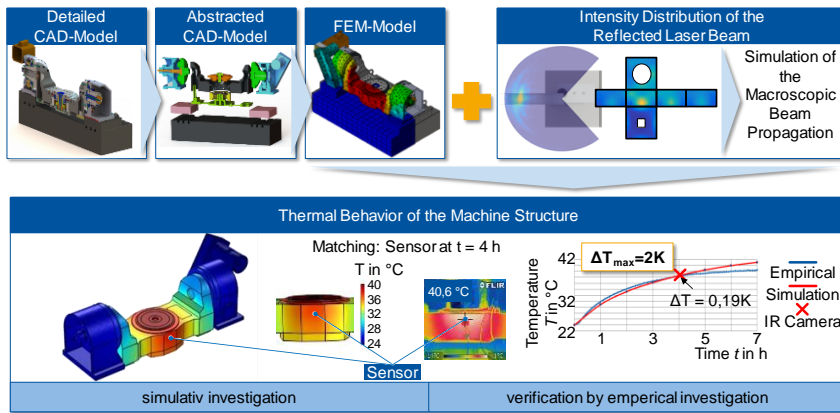 Detailed
CAD-Model
Abstracted
CAD-Model
FEM-Model
Intensity Distribution of the
Reflected Laser Beam
Simulation of
the
Macroscopic
Beam
Propagation
Thermal Behavior of the Machine Structure
Matching: Sensor at t = 4 h
T in °C
40
36
32
28
24
40,6 °C
FLIR
Sensor
Temperature
T in °C
42
32
22
1
3
5
7
Time t in h
ΔTmax=2K
ΔT = 0,19K
Empirical
Simulation
IR Camera
simulativ investigation
verification by emperical investigation